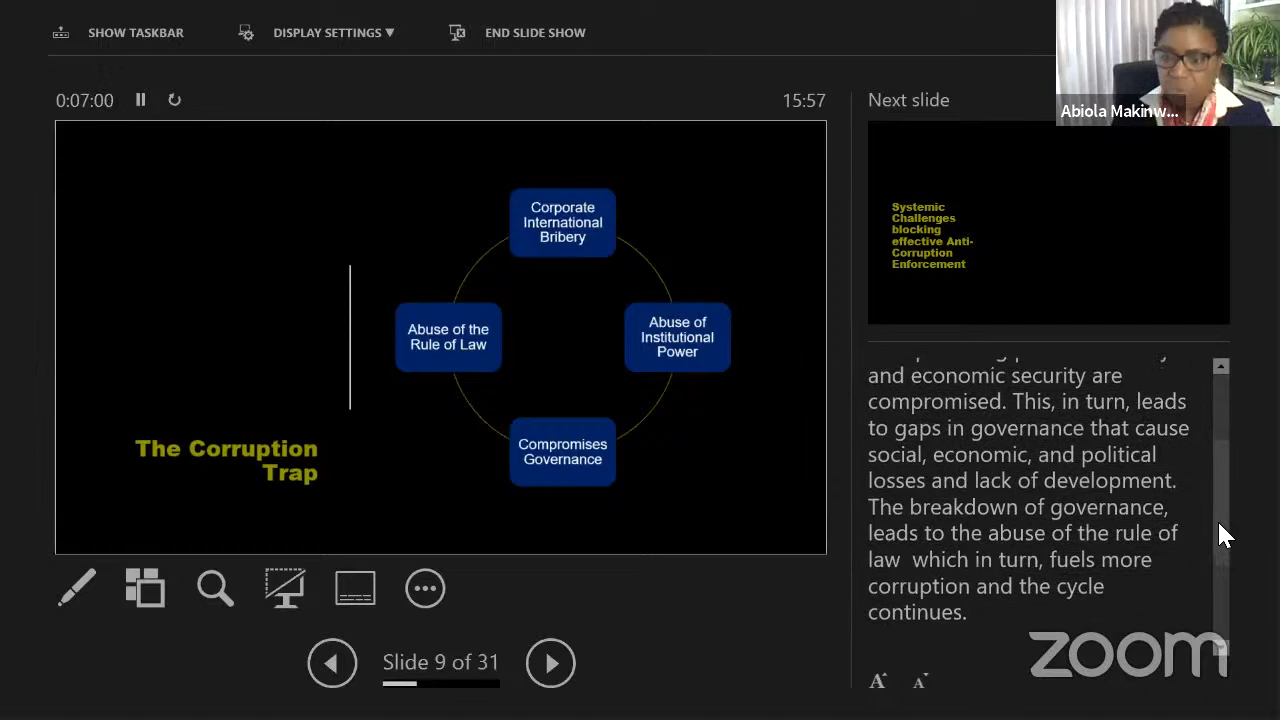 SHOW TASKBAR
DISPLAY SETTINGS ▼
END SLIDE SHOW
0:07:00
15:57
Next slide
Abiola Makinw...
Corporate
International
Bribery
Abuse of the
Rule of Law
Abuse of
Institutional
Power
Compromises
Governance
The Corruption
Trap
Systemic
Challenges
blocking
effective Anti-
Corruption
Enforcement
and economic security are
compromised. This, in turn, leads
to gaps in governance that cause
social, economic, and political
losses and lack of development.
The breakdown of governance,
leads to the abuse of the rule of
law which in turn, fuels more
corruption and the cycle
continues.
Slide 9 of 31
A A
zoom